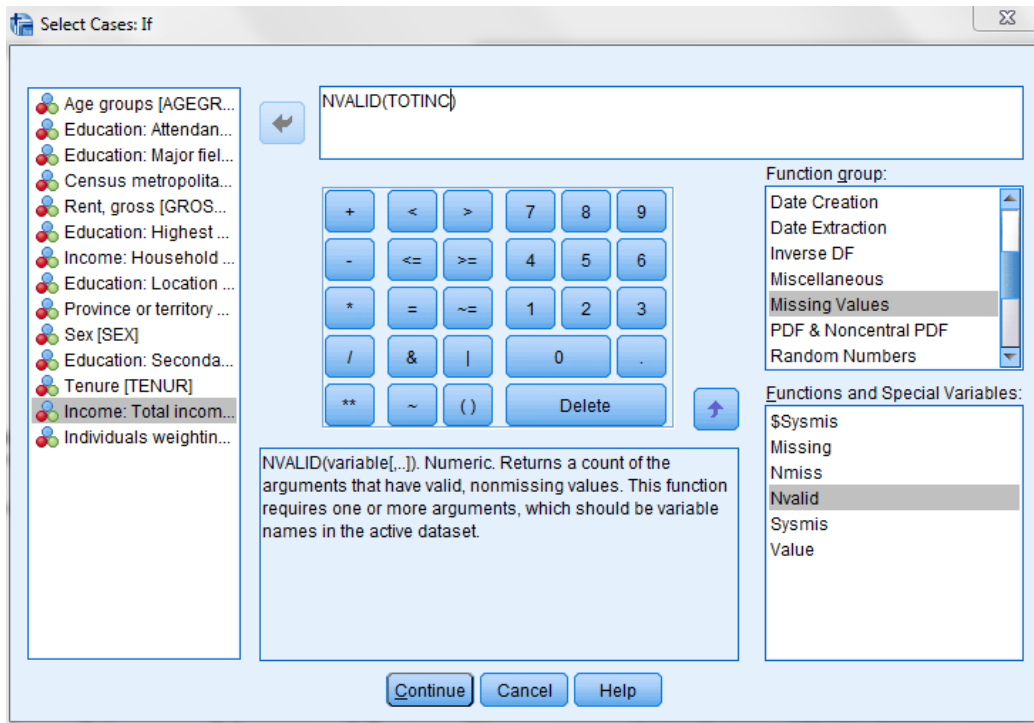 Select Cases: If
Age groups [AGEGR...
Education: Attendan...
Education: Major fiel...
Census metropolita...
Rent, gross [GROS...
Education: Highest ...
Income: Household ...
Education: Location ...
Province or territory ...
Sex [SEX]
Education: Seconda...
Tenure [TENUR]
Income: Total incom...
Individuals weightin...
NVALID(TOTINC)
+ < > 7 8 9
- <= >= 4 5 6
* = ~= 1 2 3
/ & | 0 .
** ~ ( ) Delete
NVALID(variable[,..]). Numeric. Returns a count of the
arguments that have valid, nonmissing values. This function
requires one or more arguments, which should be variable
names in the active dataset.
Function group:
Date Creation
Date Extraction
Inverse DF
Miscellaneous
Missing Values
PDF & Noncentral PDF
Random Numbers
Functions and Special Variables:
$Sysmis
Missing
Nmiss
Nvalid
Sysmis
Value
Continue Cancel Help